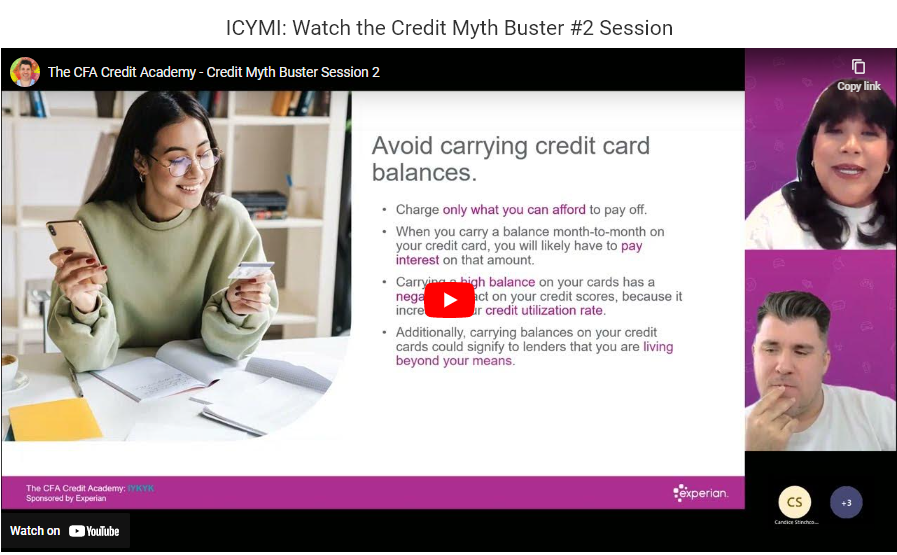 ICYMI: Watch the Credit Myth Buster #2 Session
The CFA Credit Academy - Credit Myth Buster Session 2
Copy link
Avoid carrying credit card
balances.
• Charge only what you can afford to pay off.
• When you carry a balance month-to-month on
your credit card, you will likely have to pay
interest on that amount.
• Carrying a high balance on your cards has a
nega act on your credit scores, because it
incre r credit utilization rate.
• Additionally, carrying balances on your credit
cards could signify to lenders that you are living
beyond your means.
The CFA Credit Academy: IYKYK
Sponsored by Experian
experian.
CS
Candice Stinchco...
+3
Watch on YouTube